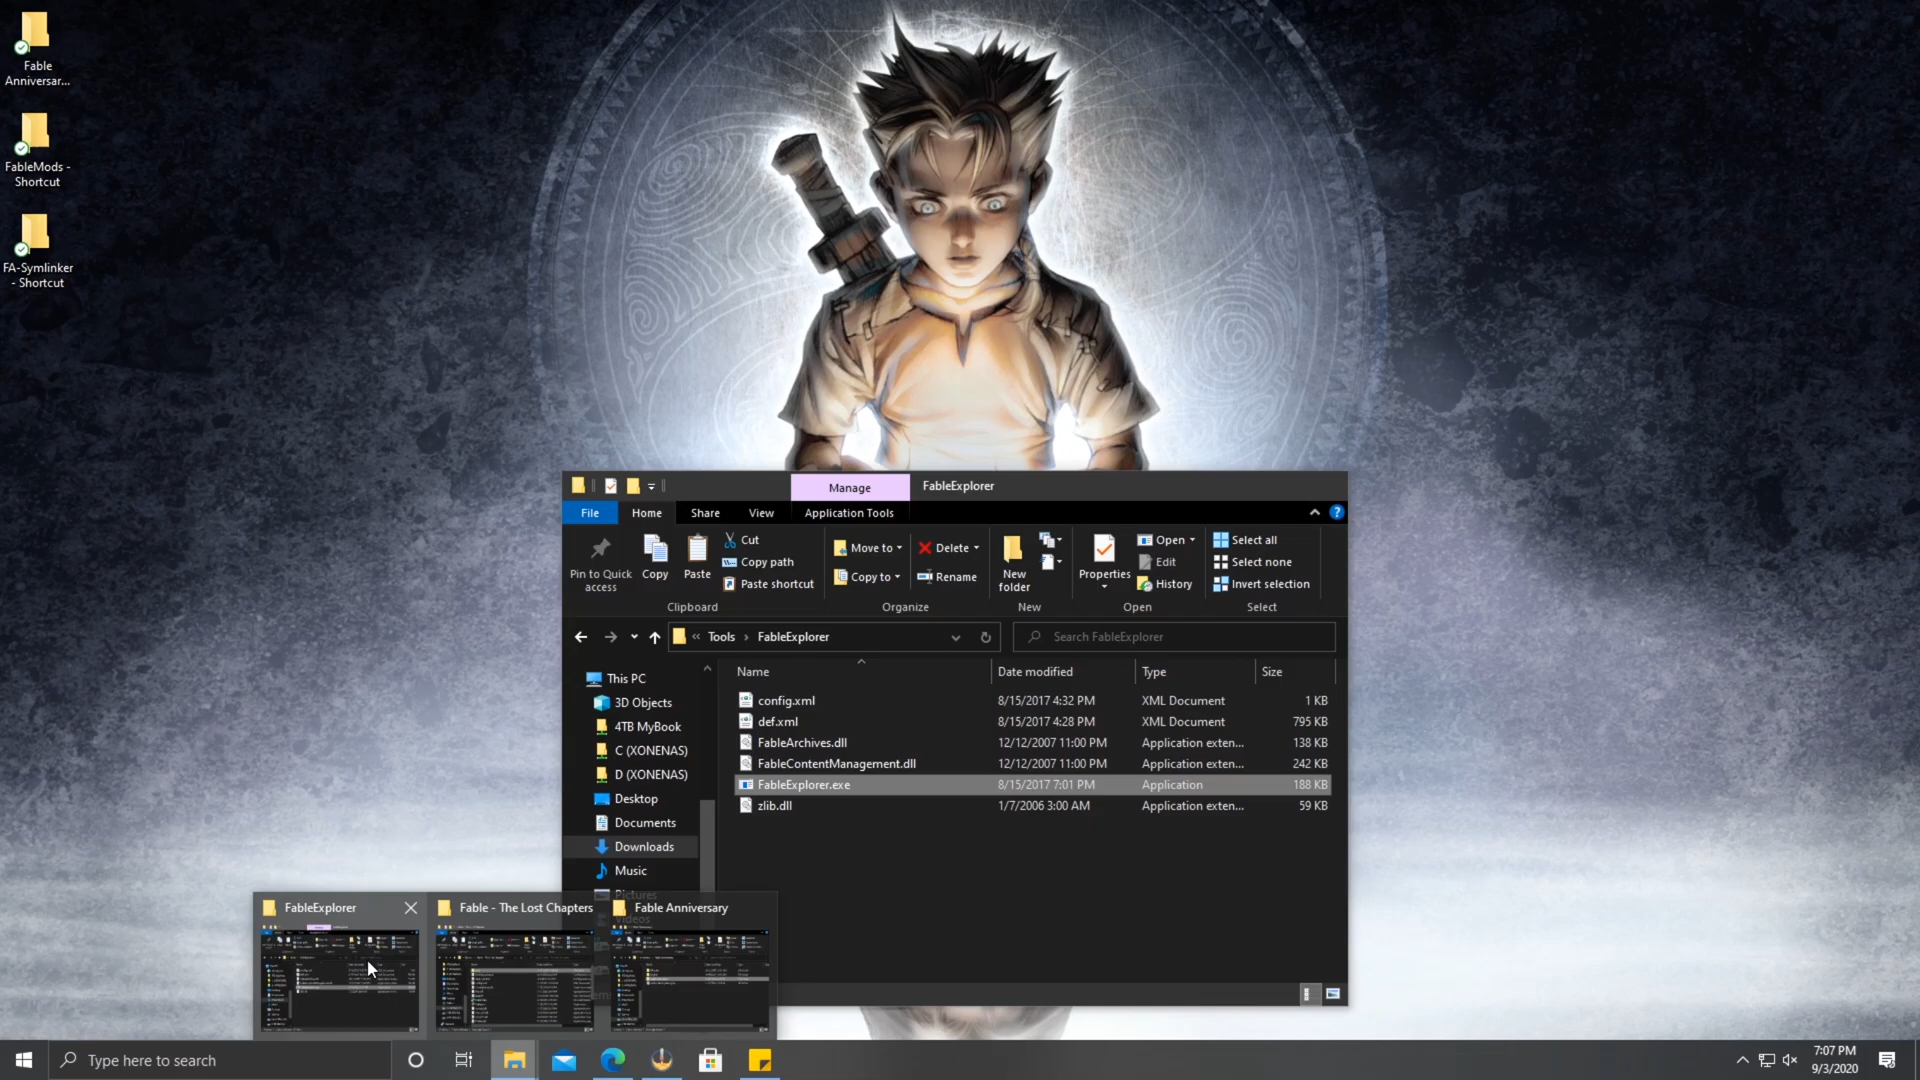 Fable
Anniversar...
FableMods -
Shortcut
FA-Symlinker
- Shortcut
Manage
FableExplorer
File
Home
Share
View
Application Tools
Pin to Quick
access
Copy
Paste
Cut
Copy path
Paste shortcut
Clipboard
Move to
Copy to
Delete
Rename
Organize
New
folder
New
Properties
Open
Edit
History
Open
Select all
Select none
Invert selection
Select
« Tools › FableExplorer
Search FableExplorer
This PC
3D Objects
4TB MyBook
C (XONENAS)
D (XONENAS)
Desktop
Documents
Downloads
Music
Pictures
Videos
Name Date modified Type Size
config.xml 8/15/2017 4:32 PM XML Document 1 KB
def.xml 8/15/2017 4:28 PM XML Document 795 KB
FableArchives.dll 12/12/2007 11:00 PM Application exten... 138 KB
FableContentManagement.dll 12/12/2007 11:00 PM Application exten... 242 KB
FableExplorer.exe 8/15/2017 7:01 PM Application 188 KB
zlib.dll 1/7/2006 3:00 AM Application exten... 59 KB
FableExplorer
Fable - The Lost Chapters
Fable Anniversary
Type here to search
7:07 PM
9/3/2020